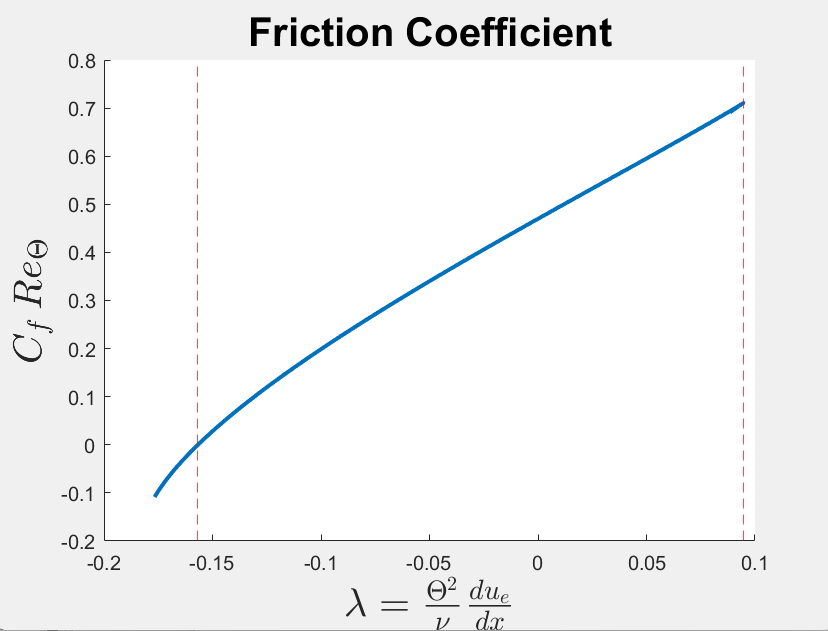 Friction Coefficient
0.8
0.7
0.6
0.5
0.4
0.3
0.2
0.1
0
-0.1
-0.2
C_f Re_Θ
-0.2 -0.15 -0.1 -0.05 0 0.05 0.1
λ = Θ²/ν du_e/dx